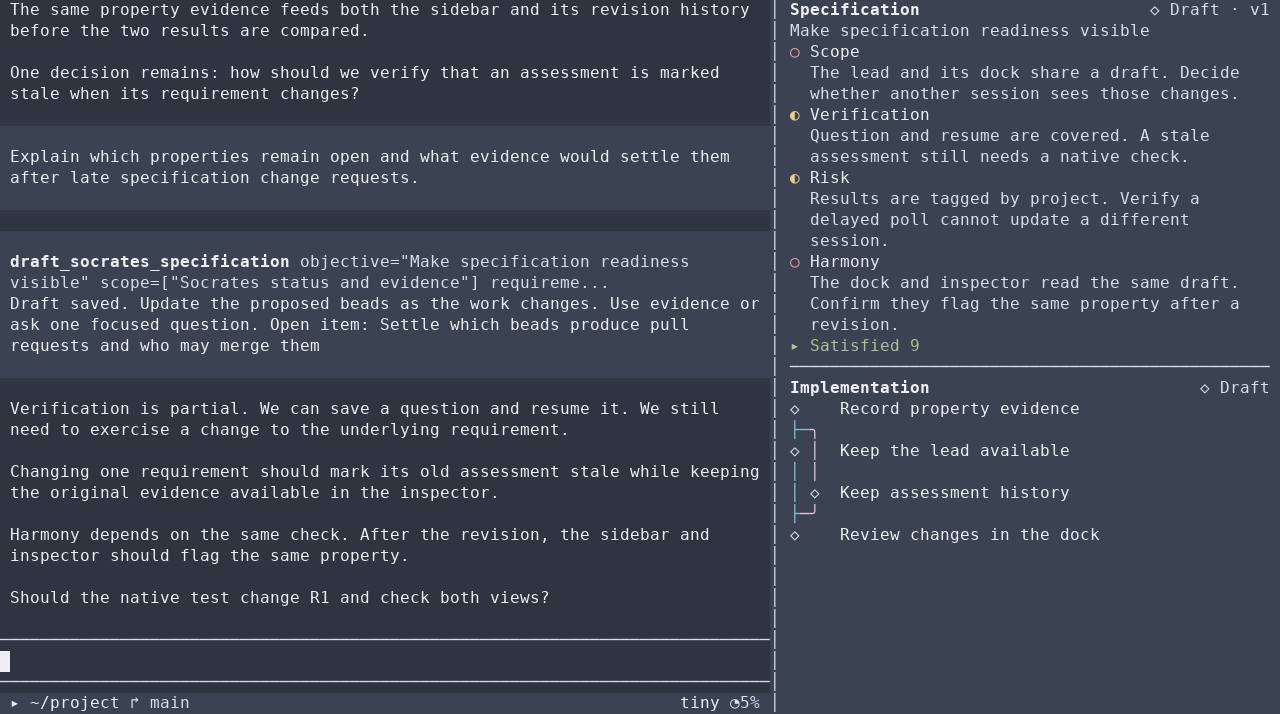 The same property evidence feeds both the sidebar and its revision history
before the two results are compared.
One decision remains: how should we verify that an assessment is marked
stale when its requirement changes?
Explain which properties remain open and what evidence would settle them
after late specification change requests.
draft_socrates_specification objective="Make specification readiness
visible" scope=["Socrates status and evidence"] requireme...
Draft saved. Update the proposed beads as the work changes. Use evidence or
ask one focused question. Open item: Settle which beads produce pull
requests and who may merge them
Verification is partial. We can save a question and resume it. We still
need to exercise a change to the underlying requirement.
Changing one requirement should mark its old assessment stale while keeping
the original evidence available in the inspector.
Harmony depends on the same check. After the revision, the sidebar and
inspector should flag the same property.
Should the native test change R1 and check both views?
▸ ~/project ↱ main tiny ◔5%
Specification ◇ Draft · v1
Make specification readiness visible
○ Scope
The lead and its dock share a draft. Decide
whether another session sees those changes.
◐ Verification
Question and resume are covered. A stale
assessment still needs a native check.
◐ Risk
Results are tagged by project. Verify a
delayed poll cannot update a different
session.
○ Harmony
The dock and inspector read the same draft.
Confirm they flag the same property after a
revision.
▸ Satisfied 9
Implementation ◇ Draft
◇ Record property evidence
◇ Keep the lead available
◇ Keep assessment history
◇ Review changes in the dock